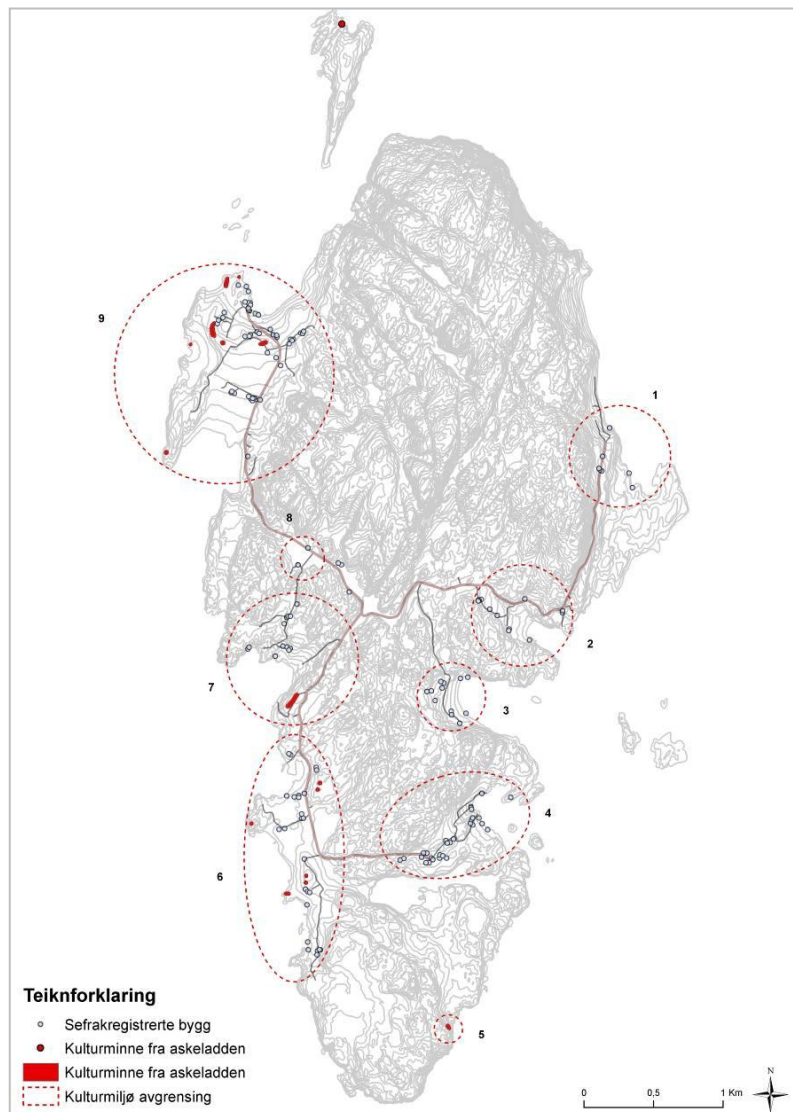 9
1
8
2
7
3
4
6
5
Teiknforklaring
Sefrakregistrerte bygg
Kulturminne fra askeladden
Kulturminne fra askeladden
Kulturmiljø avgrensing
N
0 0,5 1 Km